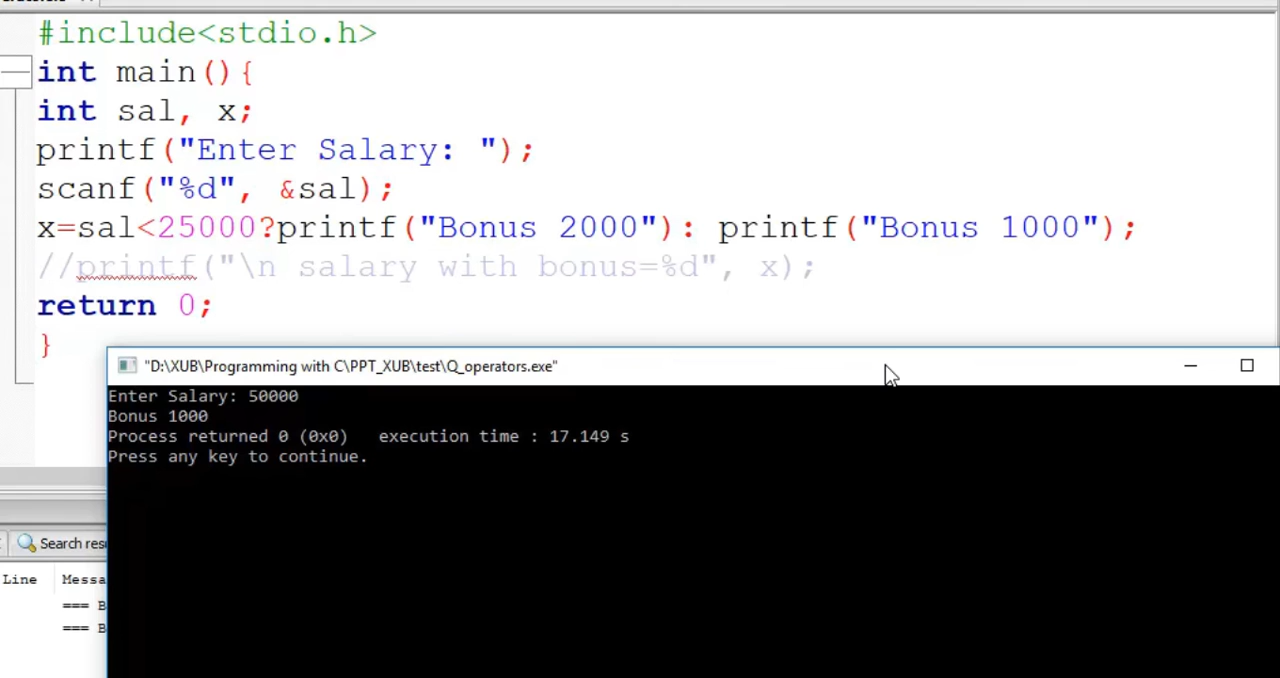 #include<stdio.h>
int main(){
int sal, x;
printf("Enter Salary: ");
scanf("%d", &sal);
x=sal<25000?printf("Bonus 2000"): printf("Bonus 1000");
//printf("\n salary with bonus=%d", x);
return 0;
}
"D:\XUB\Programming with C\PPT_XUB\test\Q_operators.exe"
Enter Salary: 50000
Bonus 1000
Process returned 0 (0x0)   execution time : 17.149 s
Press any key to continue.
Search resu
Line Messa
=== B
=== B